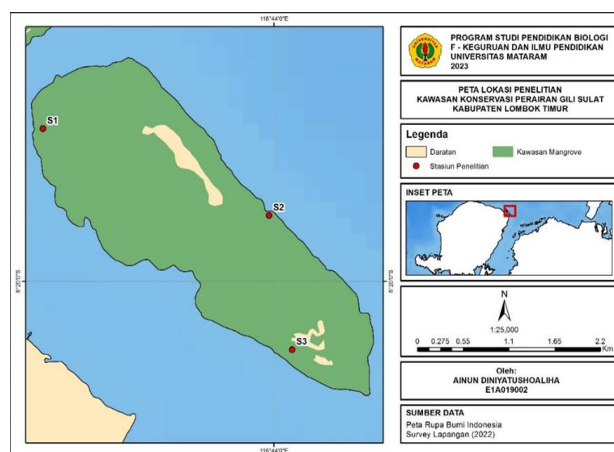 116°44'0"E
S1
S2
8°20'0"S
8°20'0"S
S3
116°44'0"E
PROGRAM STUDI PENDIDIKAN BIOLOGI
F - KEGURUAN DAN ILMU PENDIDIKAN
UNIVERSITAS MATARAM
2023
PETA LOKASI PENELITIAN
KAWASAN KONSERVASI PERAIRAN GILI SULAT
KABUPATEN LOMBOK TIMUR
Legenda
Daratan
Kawasan Mangrove
Stasiun Penelitian
INSET PETA
N
1:25,000
0 0.275 0.55 1.1 1.65 2.2
Km
Oleh:
AINUN DINIYATUSHOALIHA
E1A019002
SUMBER DATA
Peta Rupa Bumi Indonesia
Survey Lapangan (2022)